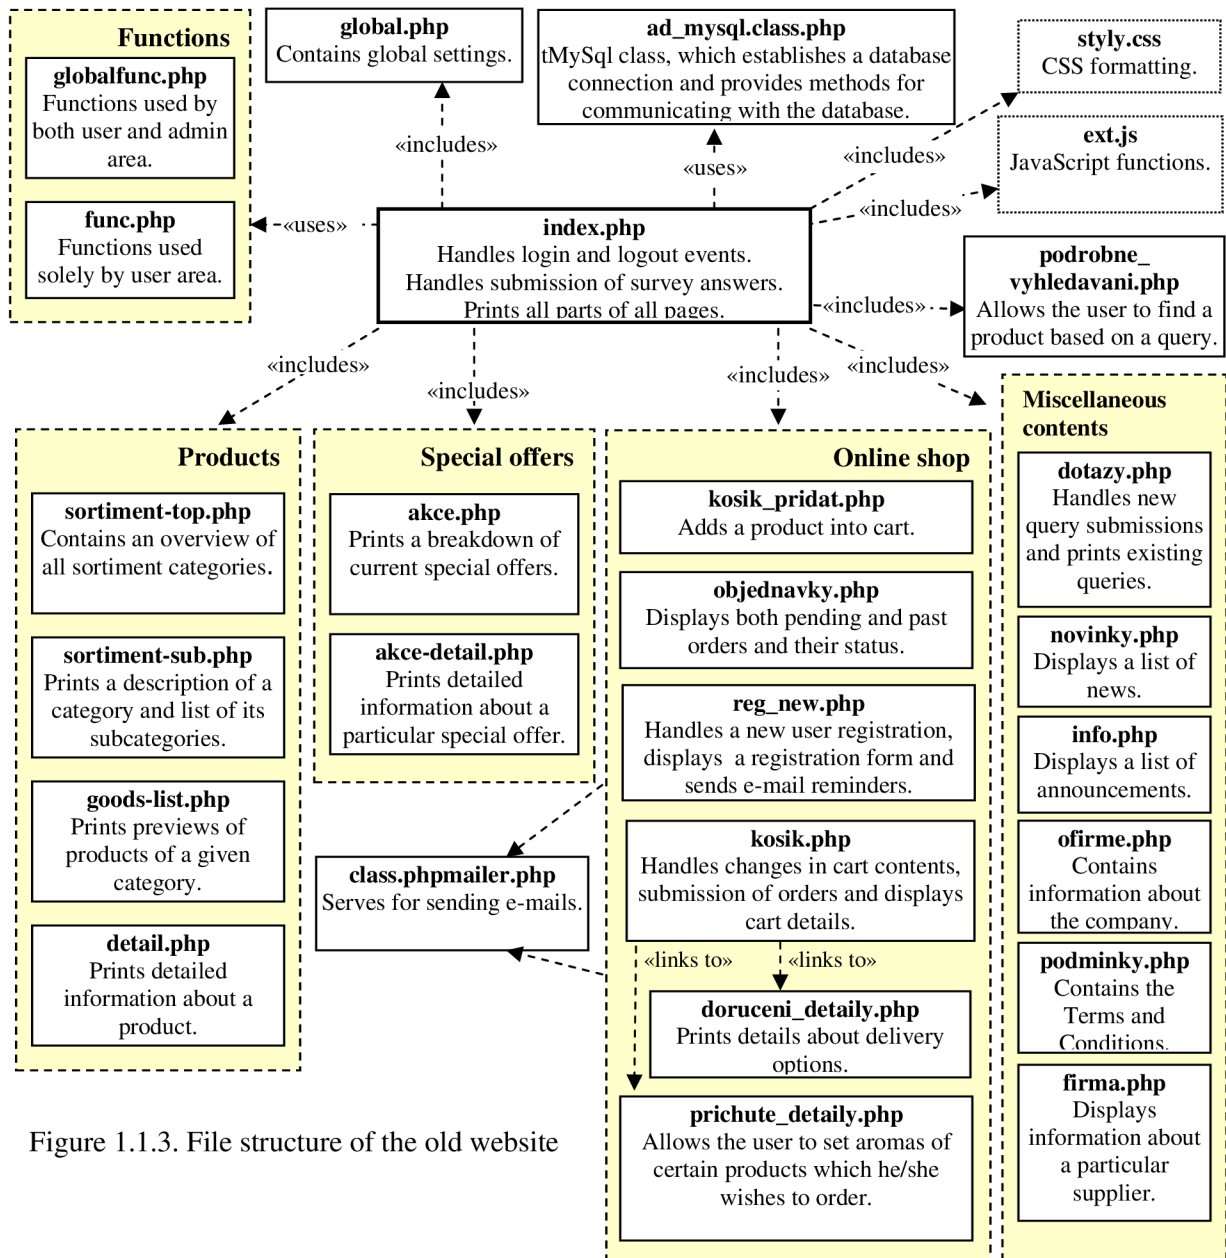 Functions
globalfunc.php
Functions used by
both user and admin
area.
func.php
Functions used
solely by user area.
global.php
Contains global settings.
ad_mysql.class.php
tMySql class, which establishes a database
connection and provides methods for
communicating with the database.
styly.css
CSS formatting.
ext.js
JavaScript functions.
«includes»
«uses»
«includes»
«includes»
«uses»
index.php
Handles login and logout events.
Handles submission of survey answers.
Prints all parts of all pages.
«includes»
podrobne_
vyhledavani.php
Allows the user to find a
product based on a query.
«includes»
«includes»
«includes»
«includes»
Products
sortiment-top.php
Contains an overview of
all sortiment categories.
sortiment-sub.php
Prints a description of a
category and list of its
subcategories.
goods-list.php
Prints previews of
products of a given
category.
detail.php
Prints detailed
information about a
product.
Special offers
akce.php
Prints a breakdown of
current special offers.
akce-detail.php
Prints detailed
information about a
particular special offer.
class.phpmailer.php
Serves for sending e-mails.
Online shop
kosik_pridat.php
Adds a product into cart.
objednavky.php
Displays both pending and past
orders and their status.
reg_new.php
Handles a new user registration,
displays a registration form and
sends e-mail reminders.
kosik.php
Handles changes in cart contents,
submission of orders and displays
cart details.
«links to»
«links to»
doruceni_detaily.php
Prints details about delivery
options.
prichute_detaily.php
Allows the user to set aromas of
certain products which he/she
wishes to order.
Miscellaneous
contents
dotazy.php
Handles new
query submissions
and prints existing
queries.
novinky.php
Displays a list of
news.
info.php
Displays a list of
announcements.
ofirme.php
Contains
information about
the company.
podminky.php
Contains the
Terms and
Conditions.
firma.php
Displays
information about
a particular
supplier.
Figure 1.1.3. File structure of the old website